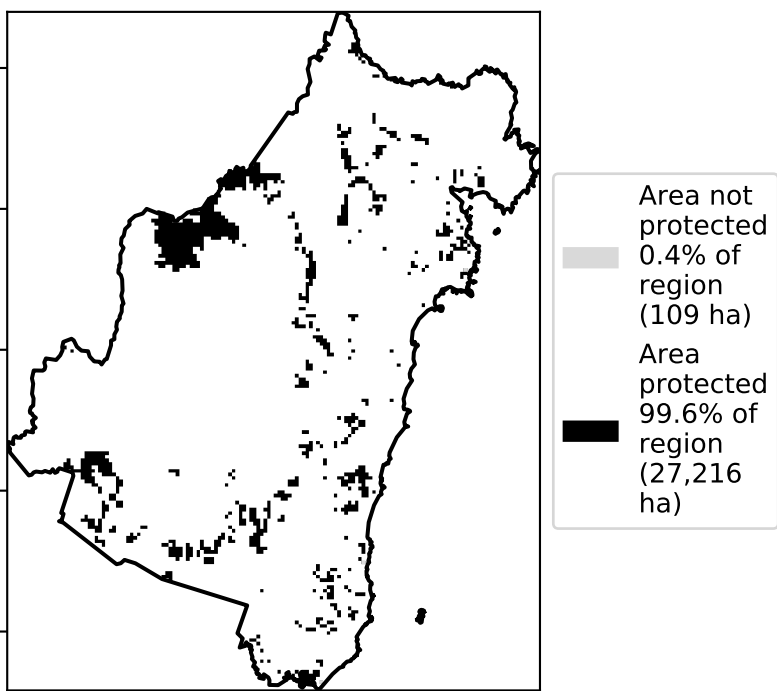 Area not
protected
0.4% of
region
(109 ha)
Area
protected
99.6% of
region
(27,216
ha)